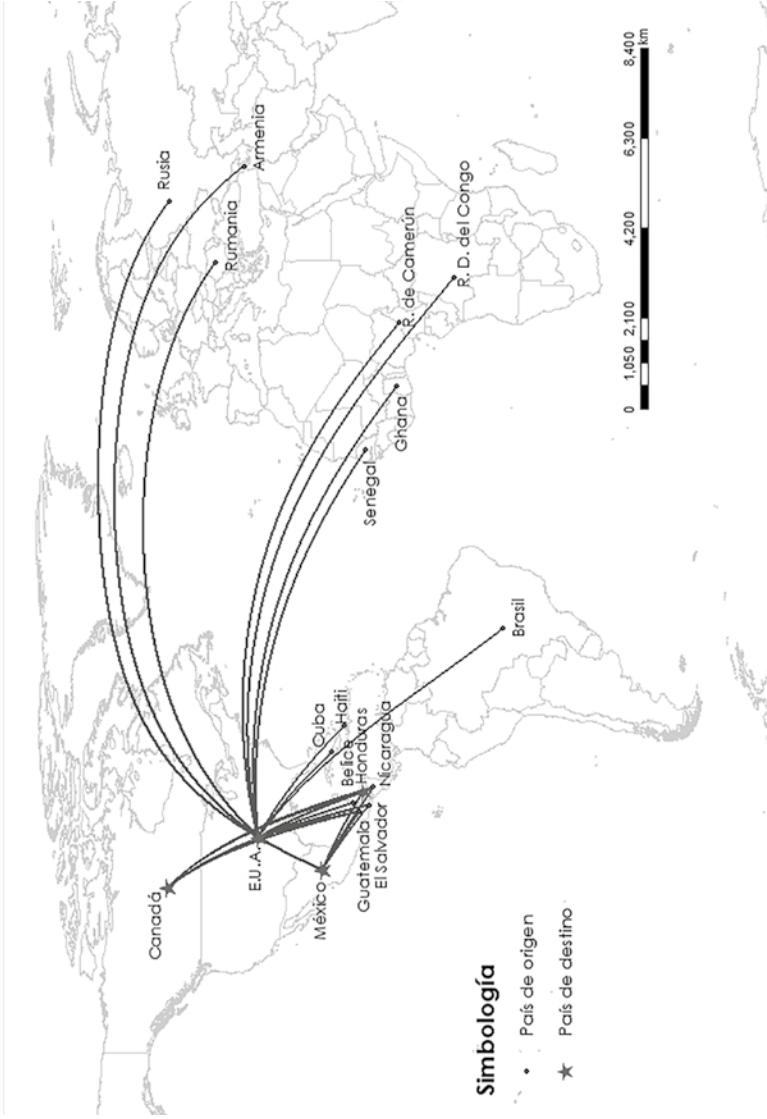 Canadá
E.U.A.
México
Guatemala
El Salvador
Belice
Honduras
Nicaragua
Cuba
Haití
Brasil
Senegal
Ghana
R. de Camerún
R. D. del Congo
Rumania
Rusia
Armenia
Simbología
País de origen
País de destino
0 1,050 2,100 4,200 6,300 8,400
km